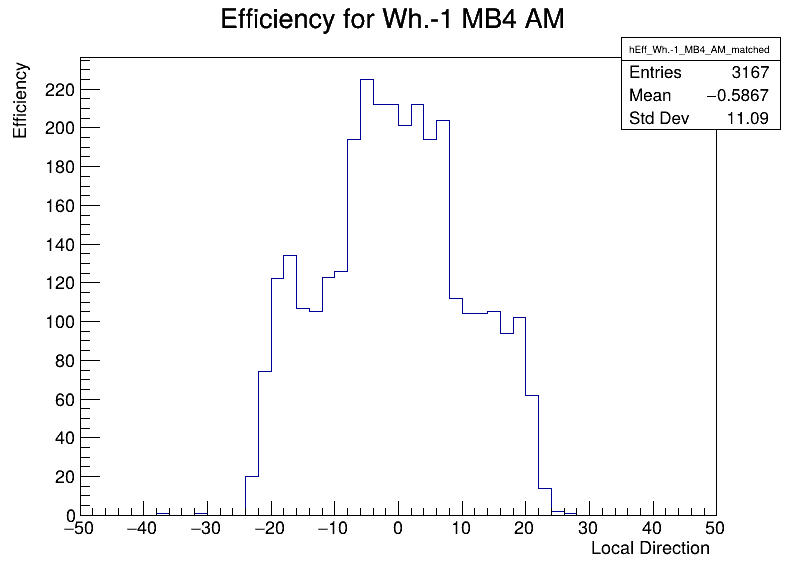 Efficiency for Wh.-1 MB4 AM
hEff_Wh.-1_MB4_AM_matched
Entries 3167
Mean −0.5867
Std Dev 11.09
Efficiency
220
200
180
160
140
120
100
80
60
40
20
0
−50 −40 −30 −20 −10 0 10 20 30 40 50
Local Direction